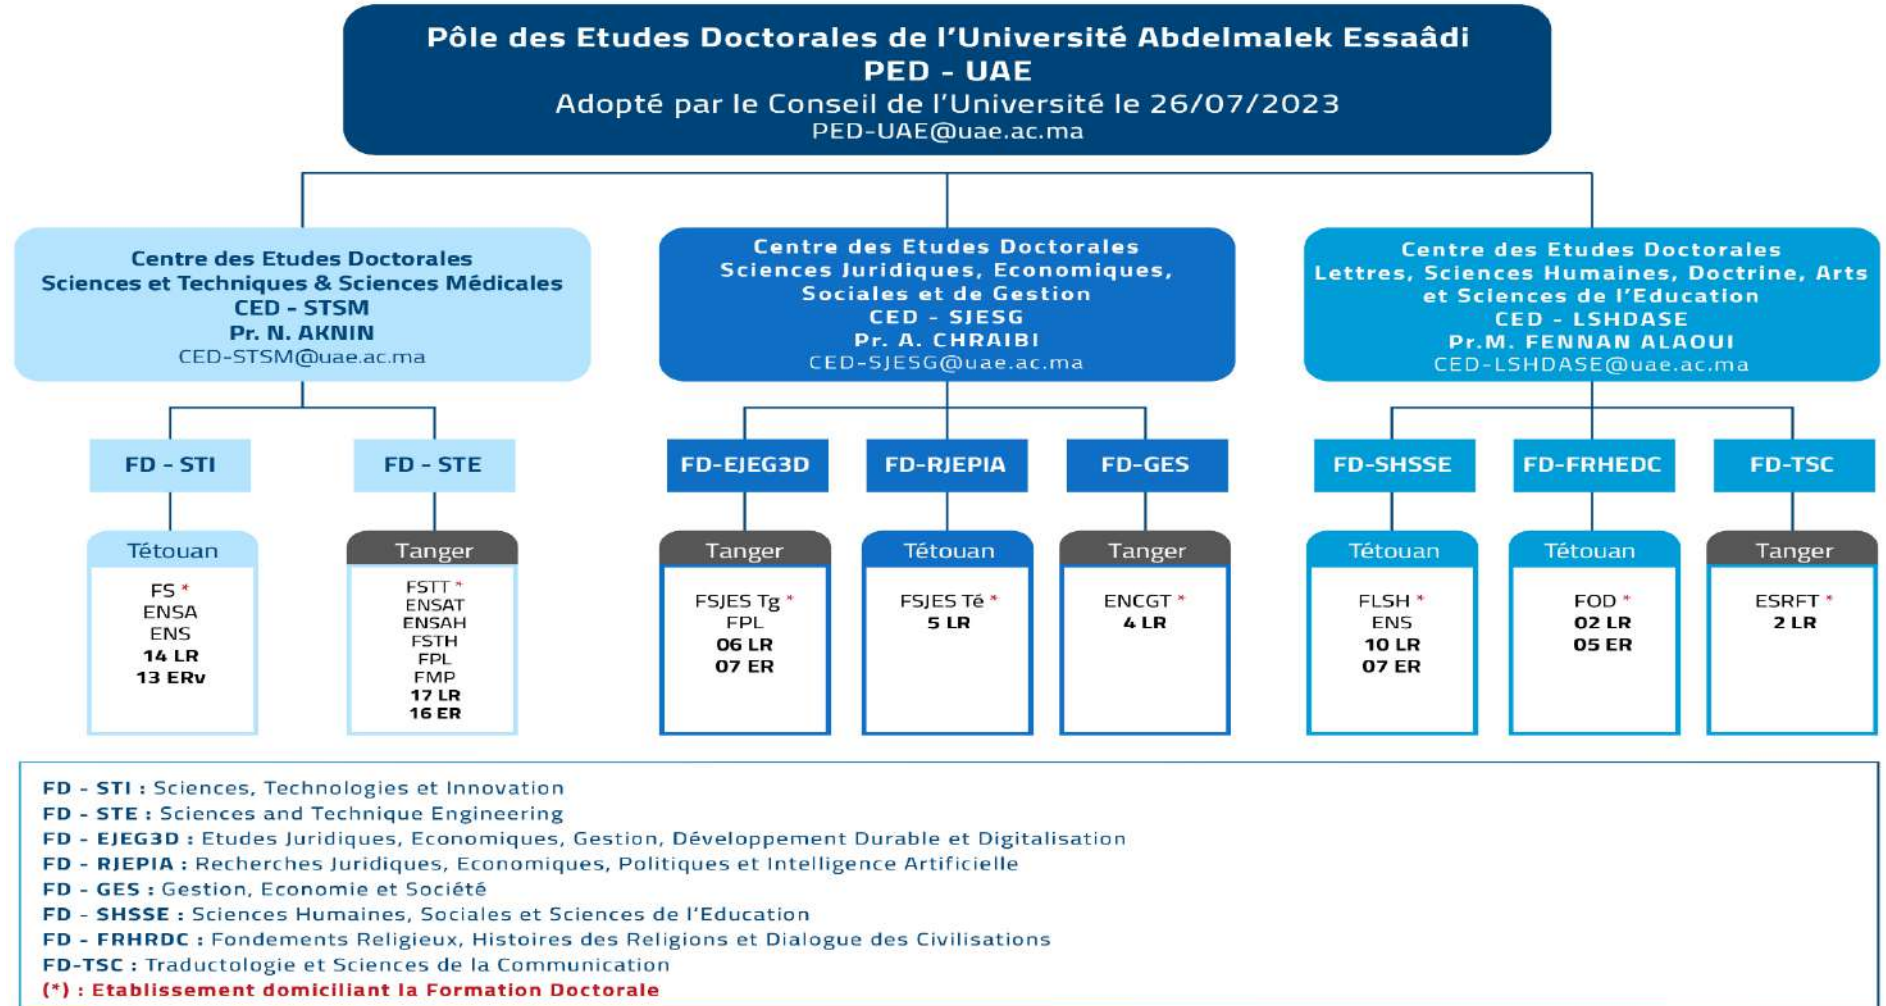 Pôle des Etudes Doctorales de l'Université Abdelmalek Essaâdi
PED - UAE
Adopté par le Conseil de l'Université le 26/07/2023
PED-UAE@uae.ac.ma
Centre des Etudes Doctorales
Sciences et Techniques & Sciences Médicales
CED - STSM
Pr. N. AKNIN
CED-STSM@uae.ac.ma
Centre des Etudes Doctorales
Sciences Juridiques, Economiques,
Sociales et de Gestion
CED - SJESG
Pr. A. CHRAIBI
CED-SJESG@uae.ac.ma
Centre des Etudes Doctorales
Lettres, Sciences Humaines, Doctrine, Arts
et Sciences de l'Education
CED - LSHDASE
Pr.M. FENNAN ALAOUI
CED-LSHDASE@uae.ac.ma
FD - STI
Tétouan
FS *
ENSA
ENS
14 LR
13 ERv
FD - STE
Tanger
FSTT *
ENSAT
ENSAH
FSTH
FPL
FMP
17 LR
16 ER
FD-EJEG3D
Tanger
FSJES Tg *
FPL
06 LR
07 ER
FD-RJEPIA
Tétouan
FSJES Té *
5 LR
FD-GES
Tanger
ENCGT *
4 LR
FD-SHSSE
Tétouan
FLSH *
ENS
10 LR
07 ER
FD-FRHEDC
Tétouan
FOD *
02 LR
05 ER
FD-TSC
Tanger
ESRFT *
2 LR
FD - STI : Sciences, Technologies et Innovation
FD - STE : Sciences and Technique Engineering
FD - EJEG3D : Etudes Juridiques, Economiques, Gestion, Développement Durable et Digitalisation
FD - RJEPIA : Recherches Juridiques, Economiques, Politiques et Intelligence Artificielle
FD - GES : Gestion, Economie et Société
FD - SHSSE : Sciences Humaines, Sociales et Sciences de l'Education
FD - FRHRDC : Fondements Religieux, Histoires des Religions et Dialogue des Civilisations
FD-TSC : Traductologie et Sciences de la Communication
(*) : Etablissement domiciliant la Formation Doctorale